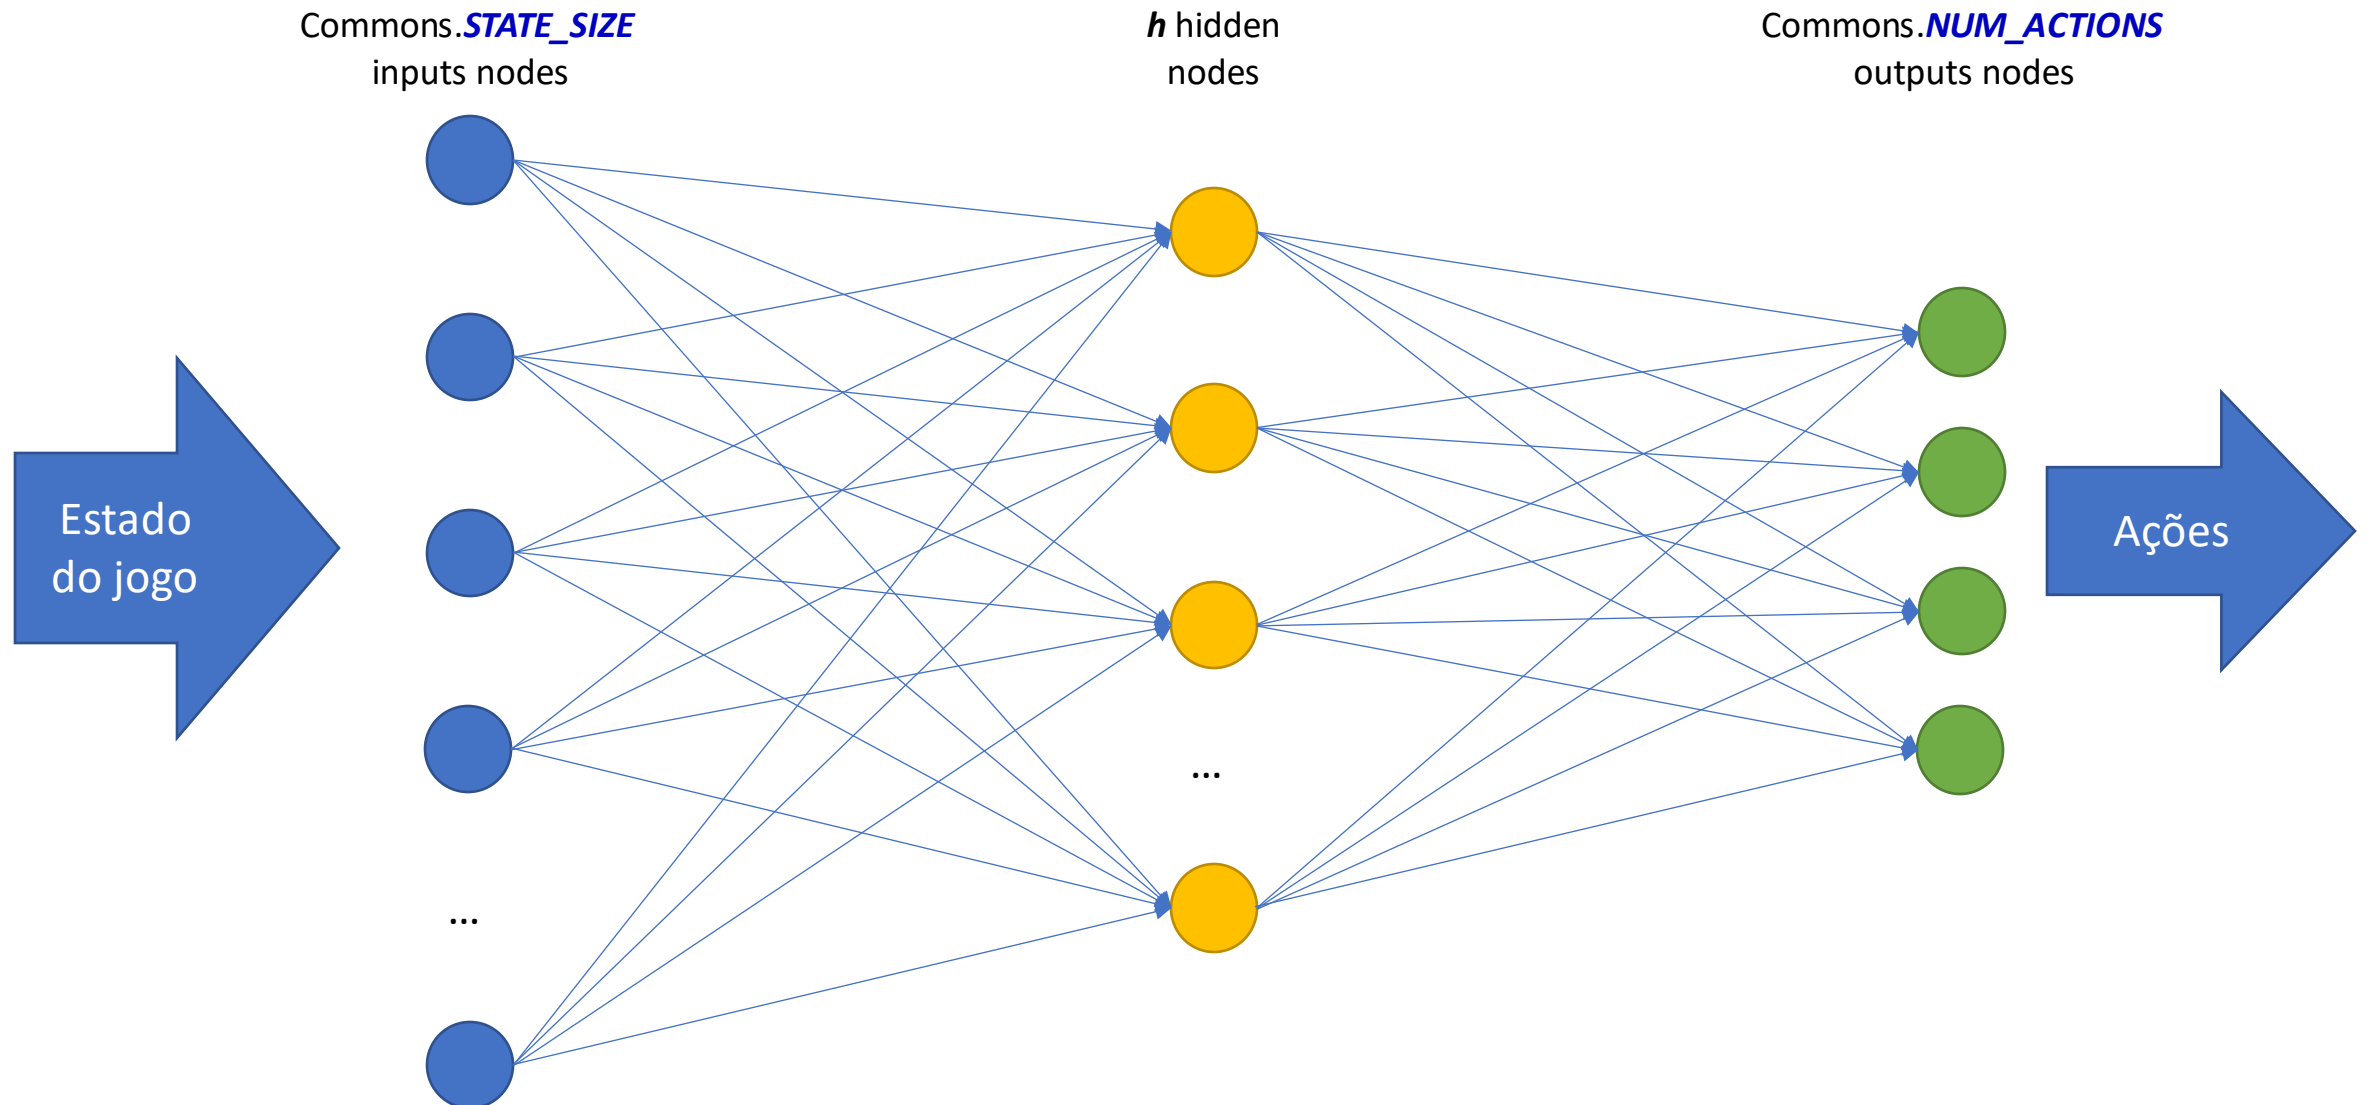 Commons.STATE_SIZE
inputs nodes
h hidden
nodes
Commons.NUM_ACTIONS
outputs nodes
Estado
do jogo
Ações
...
...